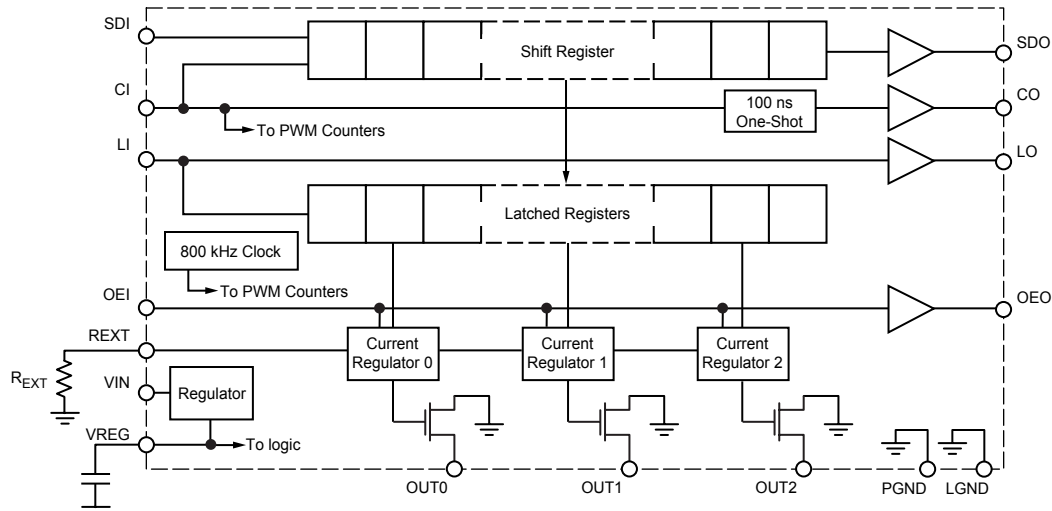 SDI
Shift Register
SDO
CI
100 ns
One-Shot
CO
To PWM Counters
LI
LO
Latched Registers
800 kHz Clock
To PWM Counters
OEI
OEO
REXT
Current
Regulator 0
Current
Regulator 1
Current
Regulator 2
REXT
VIN
Regulator
VREG
To logic
OUT0
OUT1
OUT2
PGND
LGND